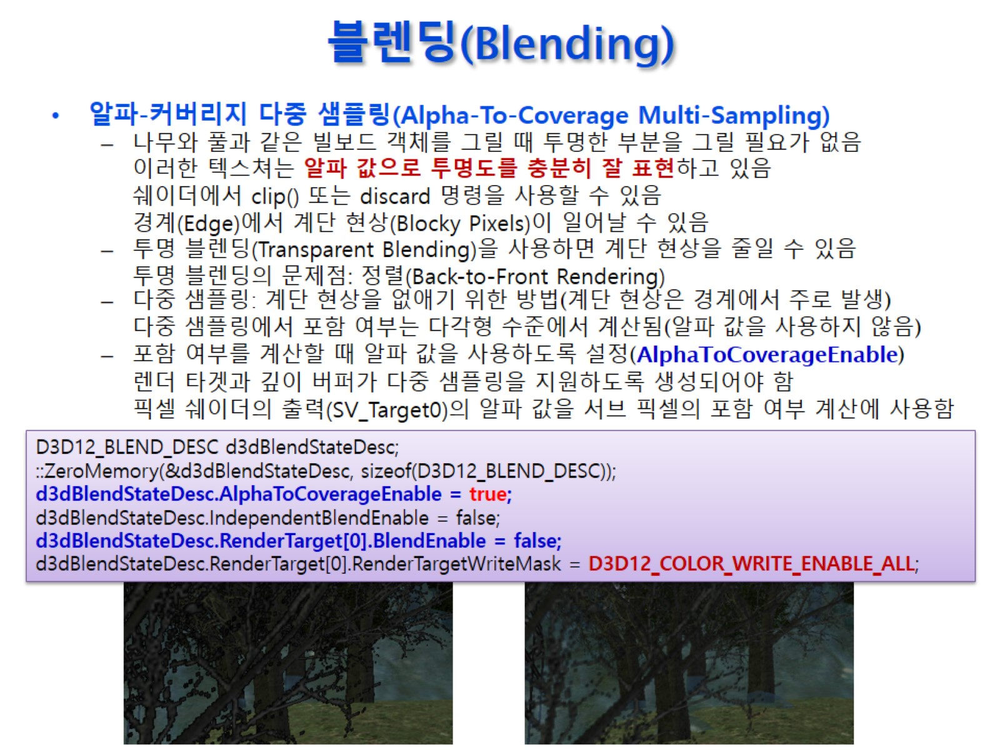 블렌딩(Blending)
• 알파-커버리지 다중 샘플링(Alpha-To-Coverage Multi-Sampling)
– 나무와 풀과 같은 빌보드 객체를 그릴 때 투명한 부분을 그릴 필요가 없음
이러한 텍스쳐는 알파 값으로 투명도를 충분히 잘 표현하고 있음
쉐이더에서 clip() 또는 discard 명령을 사용할 수 있음
경계(Edge)에서 계단 현상(Blocky Pixels)이 일어날 수 있음
– 투명 블렌딩(Transparent Blending)을 사용하면 계단 현상을 줄일 수 있음
투명 블렌딩의 문제점: 정렬(Back-to-Front Rendering)
– 다중 샘플링: 계단 현상을 없애기 위한 방법(계단 현상은 경계에서 주로 발생)
다중 샘플링에서 포함 여부는 다각형 수준에서 계산됨(알파 값을 사용하지 않음)
– 포함 여부를 계산할 때 알파 값을 사용하도록 설정(AlphaToCoverageEnable)
렌더 타겟과 깊이 버퍼가 다중 샘플링을 지원하도록 생성되어야 함
픽셀 쉐이더의 출력(SV_Target0)의 알파 값을 서브 픽셀의 포함 여부 계산에 사용함
D3D12_BLEND_DESC d3dBlendStateDesc;
::ZeroMemory(&d3dBlendStateDesc, sizeof(D3D12_BLEND_DESC));
d3dBlendStateDesc.AlphaToCoverageEnable = true;
d3dBlendStateDesc.IndependentBlendEnable = false;
d3dBlendStateDesc.RenderTarget[0].BlendEnable = false;
d3dBlendStateDesc.RenderTarget[0].RenderTargetWriteMask = D3D12_COLOR_WRITE_ENABLE_ALL;